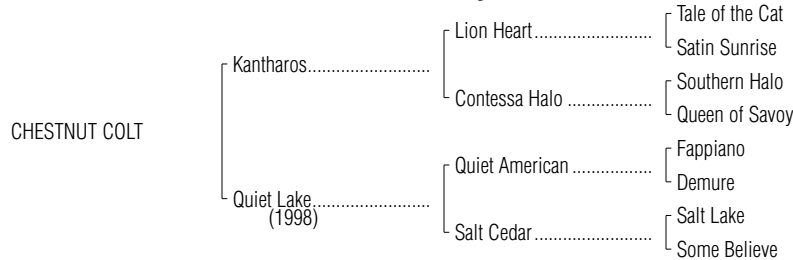 Tale of the Cat
Lion Heart..........................
Satin Sunrise
Kantharos...........................
Southern Halo
Contessa Halo ..................
Queen of Savoy
CHESTNUT COLT
Fappiano
Quiet American .................
Demure
Quiet Lake..........................
(1998)
Salt Lake
Salt Cedar..........................
Some Believe